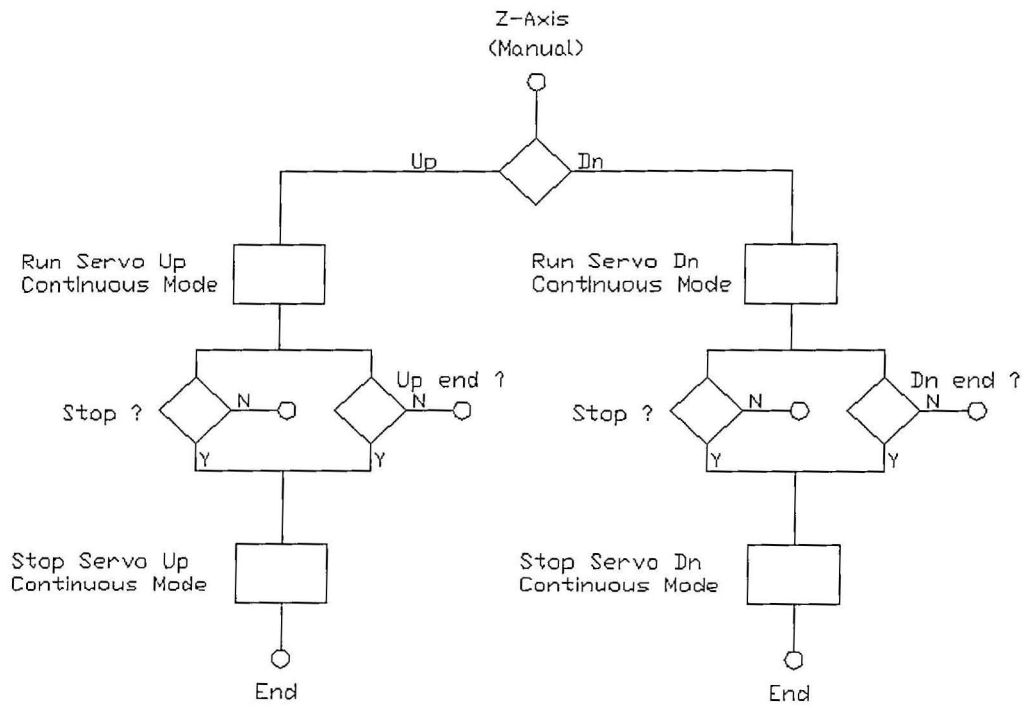 Z-Axis
(Manual)
Up
Dn
Run Servo Up
Continuous Mode
Run Servo Dn
Continuous Mode
Up end ?
Dn end ?
Stop ?
N
N
Stop ?
N
N
Y
Y
Y
Y
Stop Servo Up
Continuous Mode
Stop Servo Dn
Continuous Mode
End
End